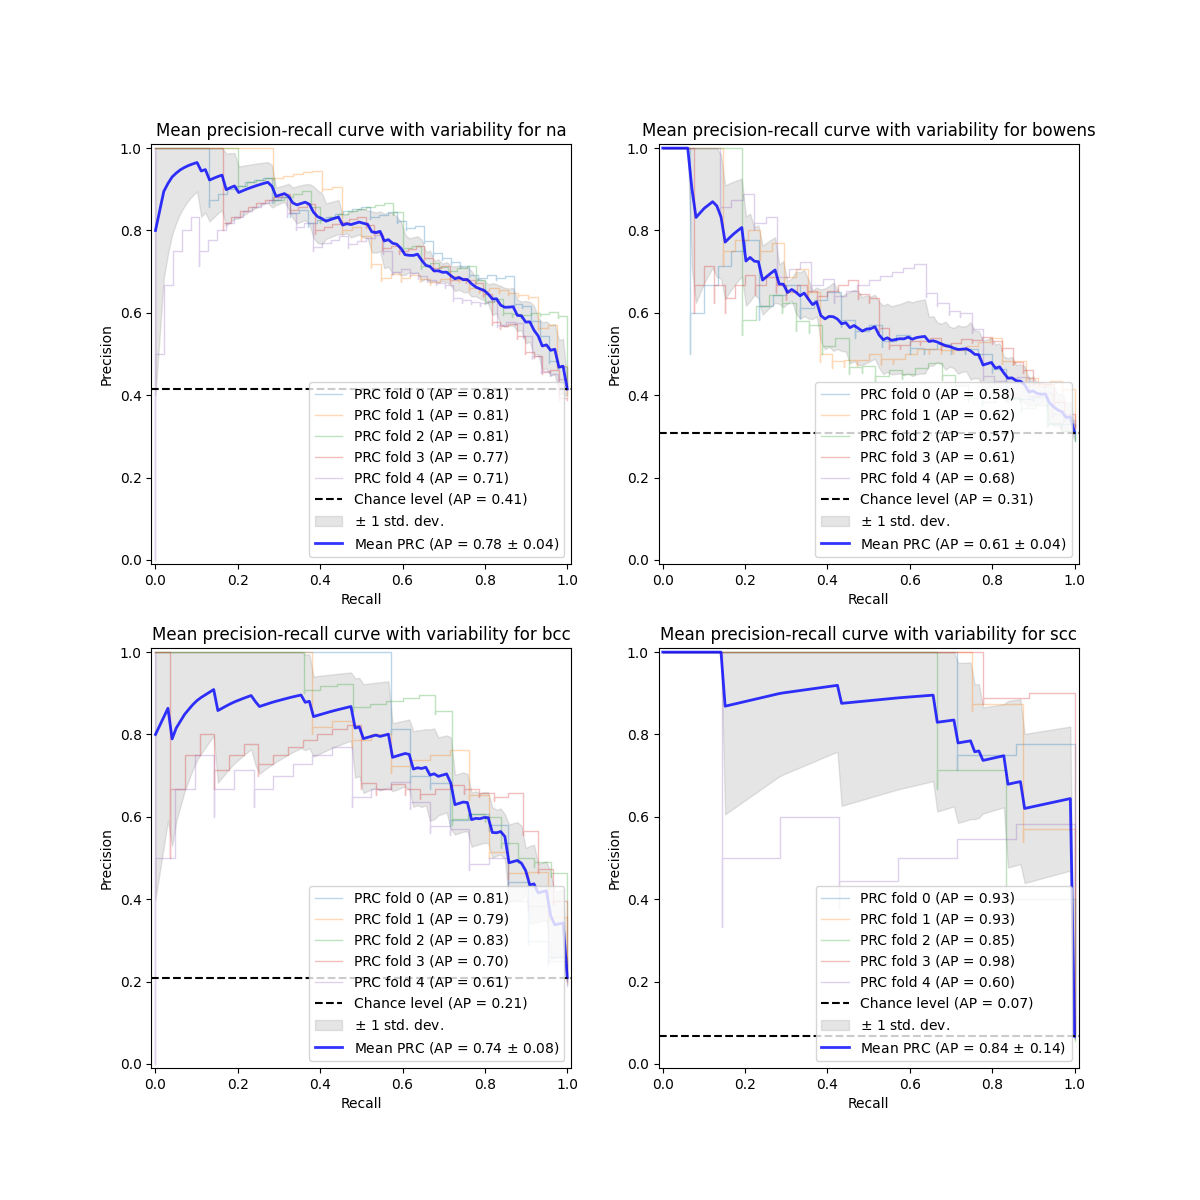 Mean precision-recall curve with variability for na
1.0
0.8
0.6
0.4
0.2
0.0
Precision
PRC fold 0 (AP = 0.81)
PRC fold 1 (AP = 0.81)
PRC fold 2 (AP = 0.81)
PRC fold 3 (AP = 0.77)
PRC fold 4 (AP = 0.71)
Chance level (AP = 0.41)
± 1 std. dev.
Mean PRC (AP = 0.78 ± 0.04)
0.0 0.2 0.4 0.6 0.8 1.0
Recall
Mean precision-recall curve with variability for bowens
1.0
0.8
0.6
0.4
0.2
0.0
Precision
PRC fold 0 (AP = 0.58)
PRC fold 1 (AP = 0.62)
PRC fold 2 (AP = 0.57)
PRC fold 3 (AP = 0.61)
PRC fold 4 (AP = 0.68)
Chance level (AP = 0.31)
± 1 std. dev.
Mean PRC (AP = 0.61 ± 0.04)
0.0 0.2 0.4 0.6 0.8 1.0
Recall
Mean precision-recall curve with variability for bcc
1.0
0.8
0.6
0.4
0.2
0.0
Precision
PRC fold 0 (AP = 0.81)
PRC fold 1 (AP = 0.79)
PRC fold 2 (AP = 0.83)
PRC fold 3 (AP = 0.70)
PRC fold 4 (AP = 0.61)
Chance level (AP = 0.21)
± 1 std. dev.
Mean PRC (AP = 0.74 ± 0.08)
0.0 0.2 0.4 0.6 0.8 1.0
Recall
Mean precision-recall curve with variability for scc
1.0
0.8
0.6
0.4
0.2
0.0
Precision
PRC fold 0 (AP = 0.93)
PRC fold 1 (AP = 0.93)
PRC fold 2 (AP = 0.85)
PRC fold 3 (AP = 0.98)
PRC fold 4 (AP = 0.60)
Chance level (AP = 0.07)
± 1 std. dev.
Mean PRC (AP = 0.84 ± 0.14)
0.0 0.2 0.4 0.6 0.8 1.0
Recall